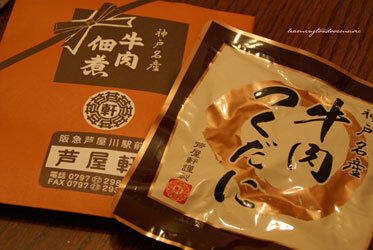 learningtoadoremusic
神戸名産
牛肉
佃煮
軒
阪急芦屋川駅前
芦屋軒
電話 0797
FAX 0797
神戸名産
牛肉
つくだに
芦屋軒謹製